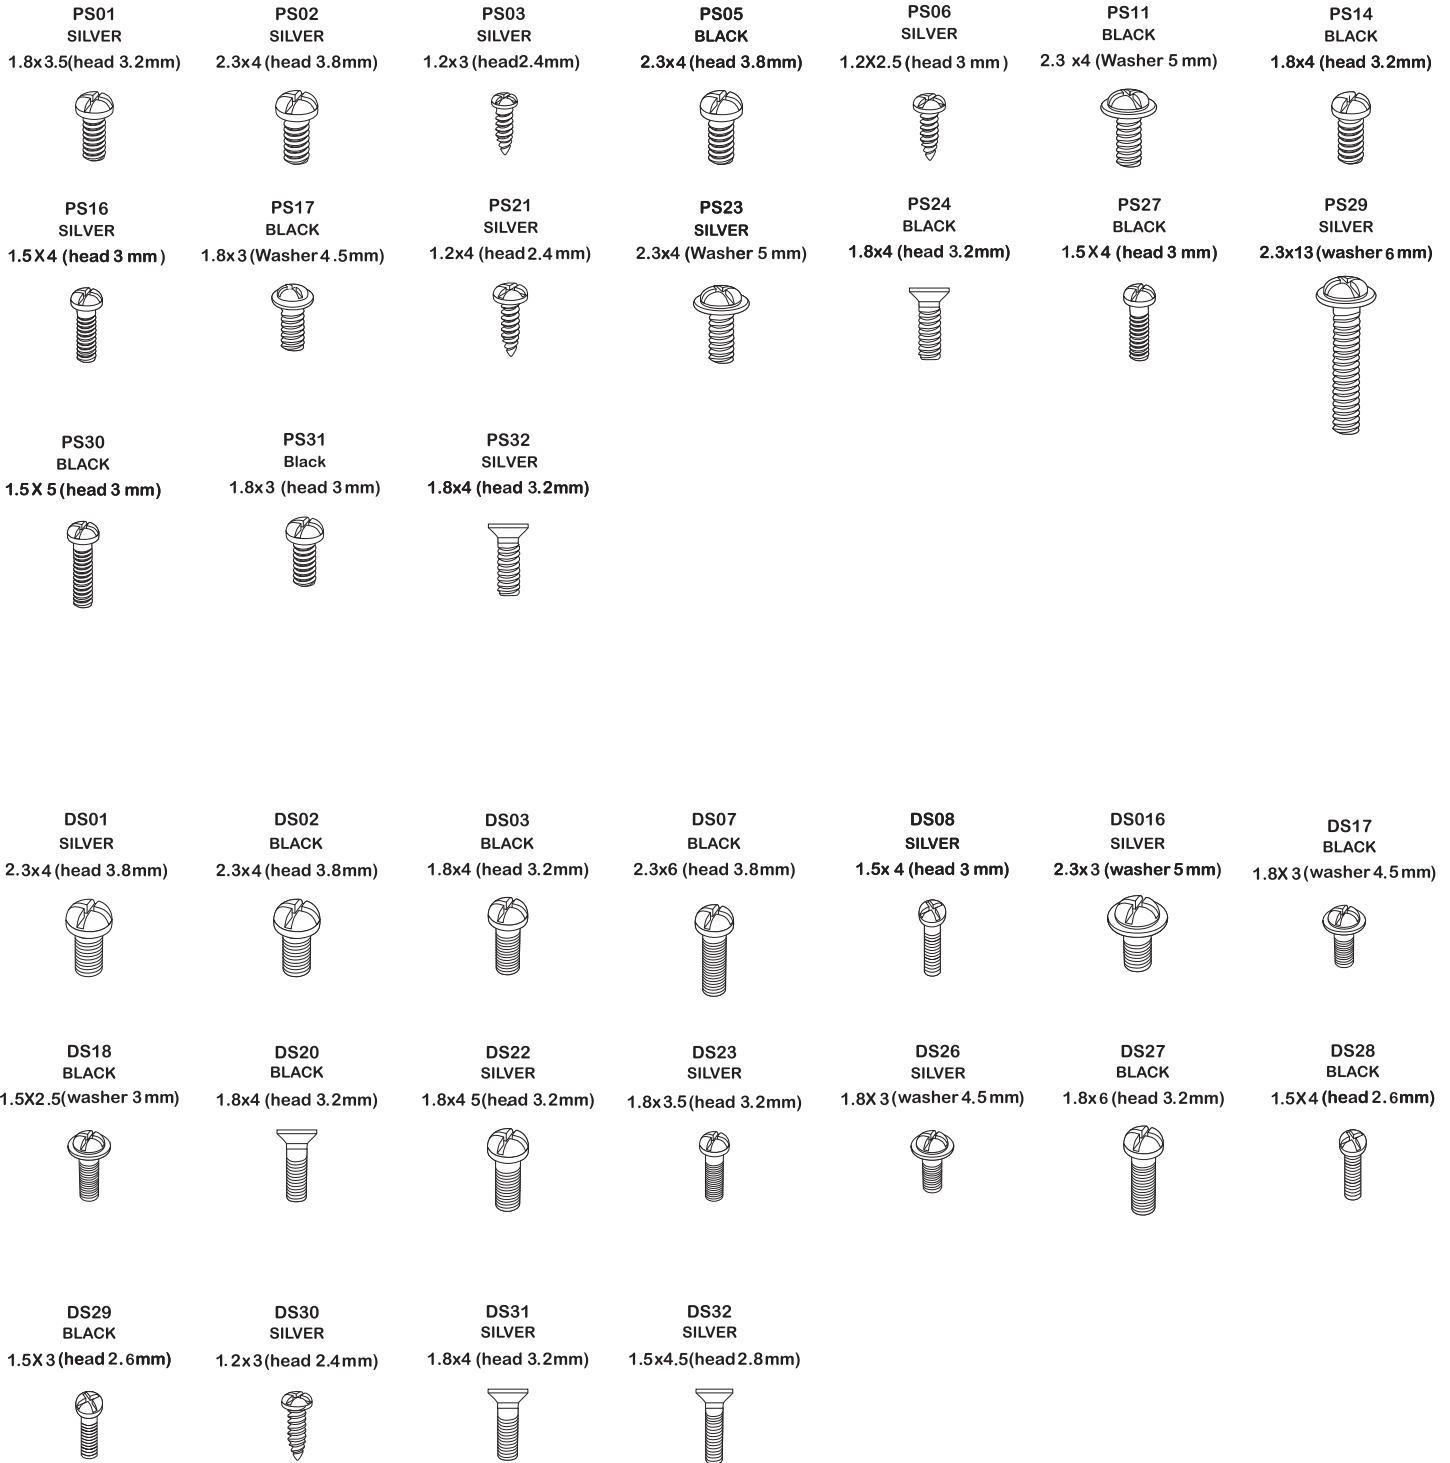 PS01
SILVER
1.8x3.5(head 3.2mm)
PS02
SILVER
2.3x4 (head 3.8mm)
PS03
SILVER
1.2x3 (head2.4mm)
PS05
BLACK
2.3x4 (head 3.8mm)
PS06
SILVER
1.2X2.5 (head 3 mm)
PS11
BLACK
2.3 x4 (Washer 5 mm)
PS14
BLACK
1.8x4 (head 3.2mm)
PS16
SILVER
1.5X4 (head 3 mm)
PS17
BLACK
1.8x3 (Washer 4.5mm)
PS21
SILVER
1.2x4 (head 2.4 mm)
PS23
SILVER
2.3x4 (Washer 5 mm)
PS24
BLACK
1.8x4 (head 3.2mm)
PS27
BLACK
1.5X4 (head 3 mm)
PS29
SILVER
2.3x13 (washer 6 mm)
PS30
BLACK
1.5X 5 (head 3 mm)
PS31
Black
1.8x3 (head 3mm)
PS32
SILVER
1.8x4 (head 3.2mm)
DS01
SILVER
2.3x4 (head 3.8mm)
DS02
BLACK
2.3x4 (head 3.8mm)
DS03
BLACK
1.8x4 (head 3.2mm)
DS07
BLACK
2.3x6 (head 3.8mm)
DS08
SILVER
1.5x 4 (head 3 mm)
DS016
SILVER
2.3x3 (washer 5mm)
DS17
BLACK
1.8X 3 (washer 4.5 mm)
DS18
BLACK
1.5X2.5(washer 3 mm)
DS20
BLACK
1.8x4 (head 3.2mm)
DS22
SILVER
1.8x4 5(head 3.2mm)
DS23
SILVER
1.8x3.5 (head 3.2mm)
DS26
SILVER
1.8X 3 (washer 4.5 mm)
DS27
BLACK
1.8x6 (head 3.2mm)
DS28
BLACK
1.5X4 (head 2.6mm)
DS29
BLACK
1.5X 3 (head 2.6mm)
DS30
SILVER
1.2x3 (head 2.4mm)
DS31
SILVER
1.8x4 (head 3.2mm)
DS32
SILVER
1.5x4.5(head 2.8mm)